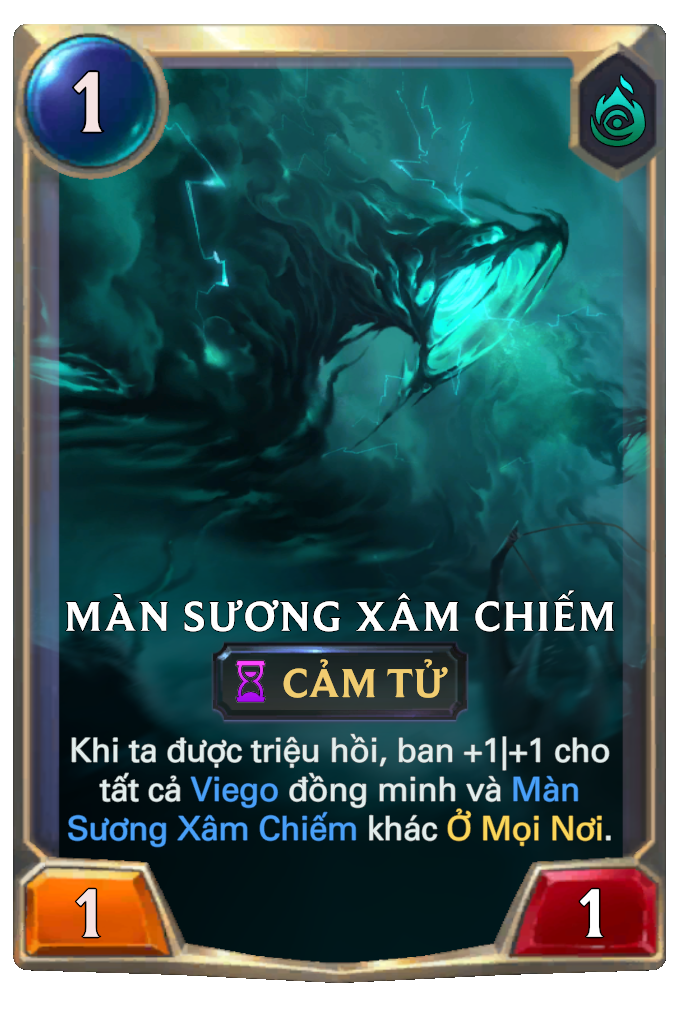 1
MÀN SƯƠNG XÂM CHIẾM
CẢM TỬ
Khi ta được triệu hồi, ban +1|+1 cho
tất cả Viego đồng minh và Màn
Sương Xâm Chiếm khác Ở Mọi Nơi.
1
1